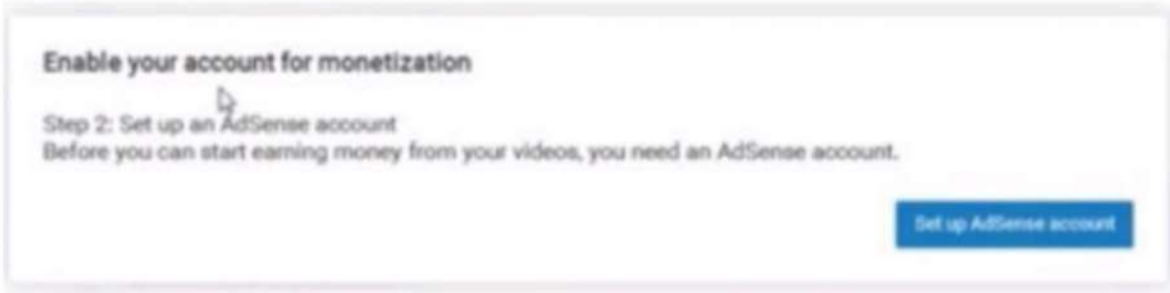 Enable your account for monetization
Step 2: Set up an AdSense account
Before you can start earning money from your videos, you need an AdSense account.
Set up AdSense account